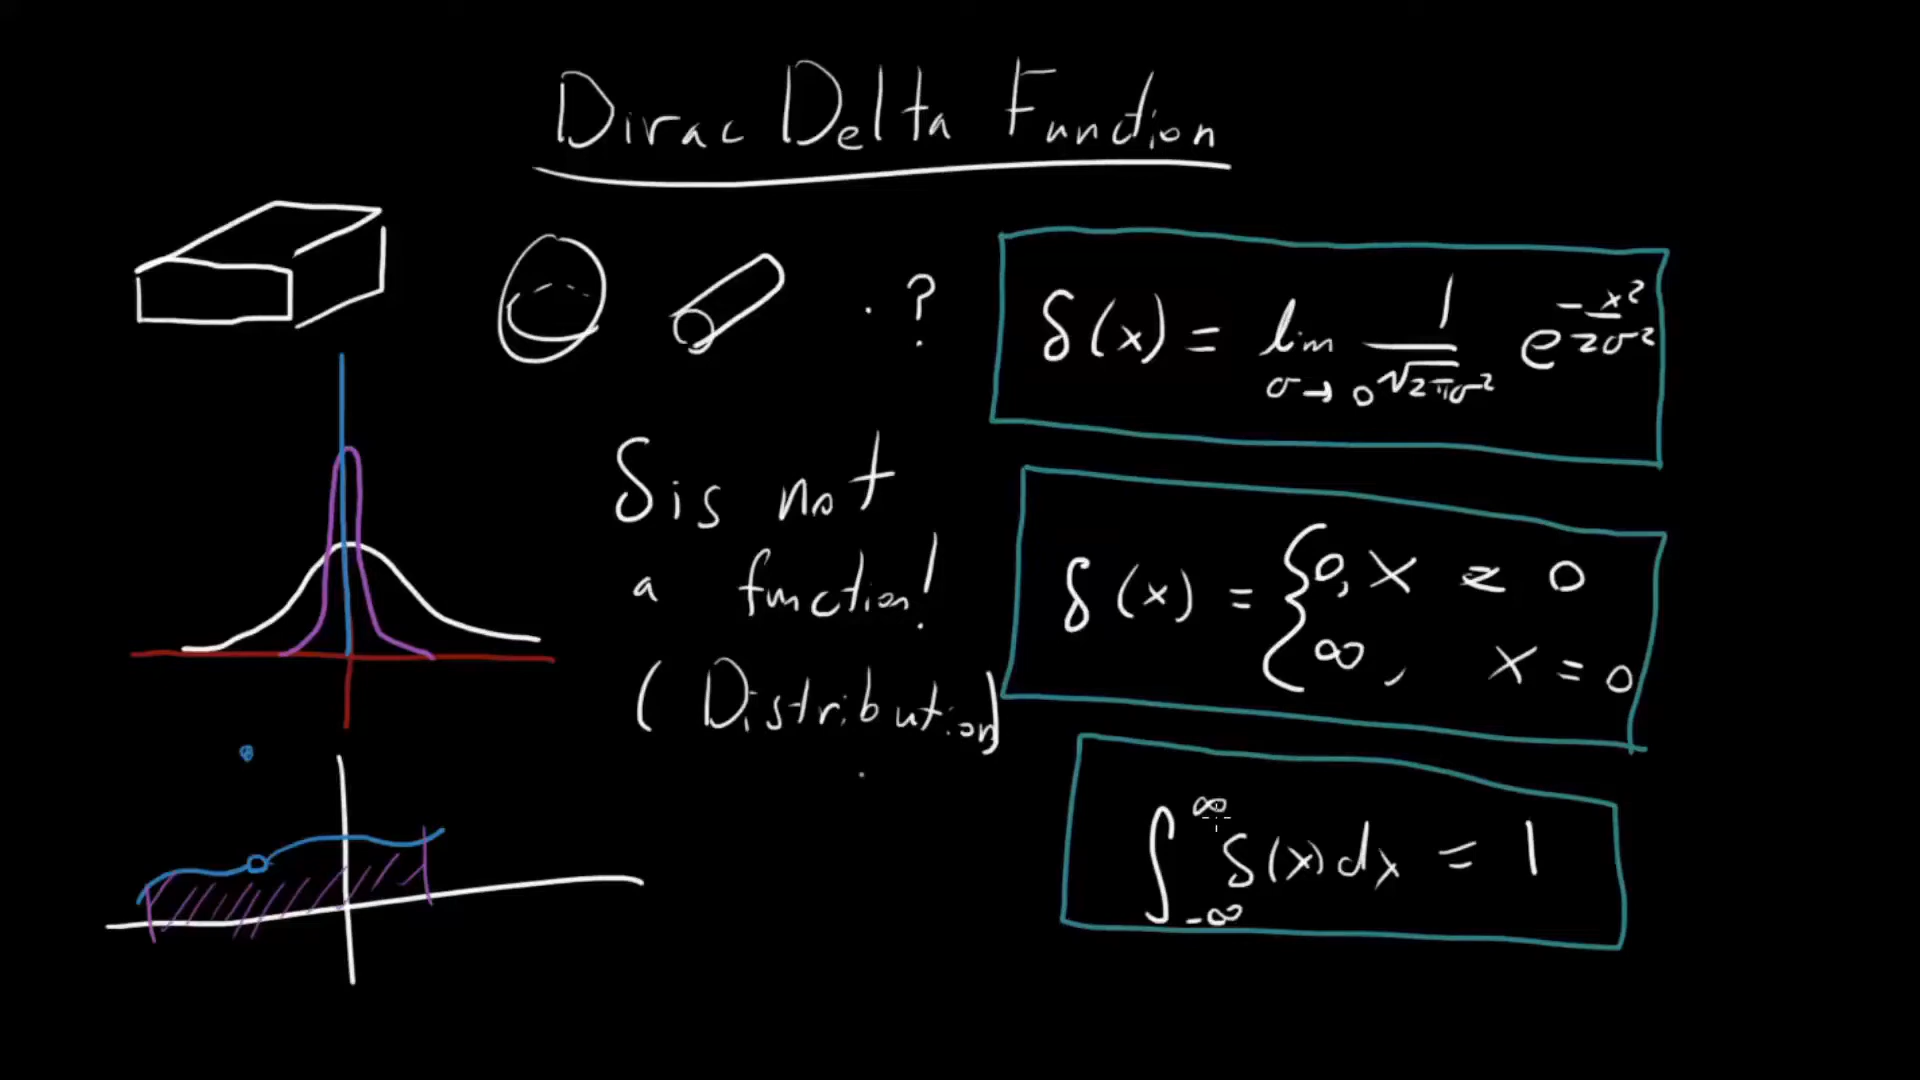 Dirac Delta Function
. ?
δ(x) = lim σ→0 1/√2πσ² e^-x²/2σ²
δ is not
a function!
(Distribution)
δ(x) = { 0, x ≠ 0
∞, x = 0
∫_-∞^∞ δ(x)dx = 1